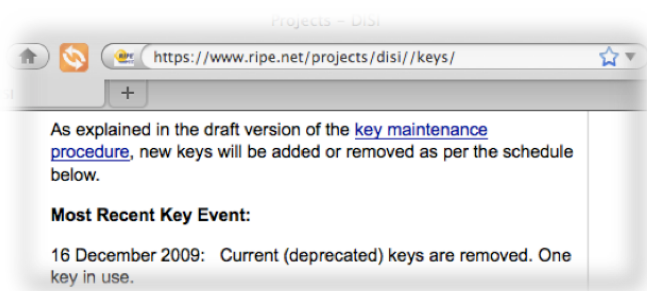 Projects – DISI
https://www.ripe.net/projects/disi//keys/
+
As explained in the draft version of the key maintenance
procedure, new keys will be added or removed as per the schedule
below.
Most Recent Key Event:
16 December 2009:   Current (deprecated) keys are removed. One
key in use.